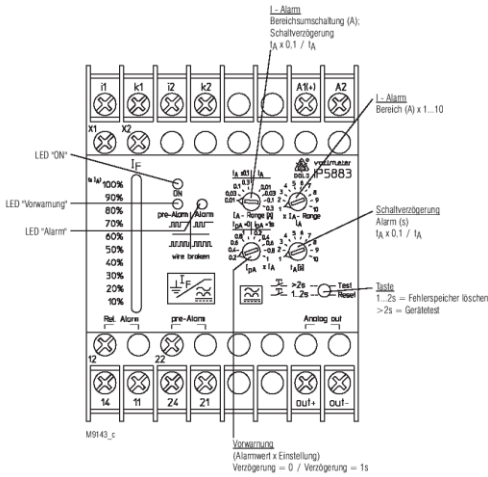 I - Alarm
Bereichsumschaltung (A);
Schaltverzögerung
tA x 0,1 / tA
i1 k1 i2 k2 A1(+) A2
I - Alarm
Bereich (A) x 1...10
X1 X2
LED "ON"
IF
varimeter
IP5883
DOLD
100%
90%
80%
70%
60%
50%
40%
30%
20%
10%
ON
LED "Vorwarnung"
pre-Alarm Alarm
LED "Alarm"
wire broken
IA - Range [A]
x IA - Range
IA
Schaltverzögerung
Alarm (s)
tA x 0,1 / tA
IpA x IA
tA[s]
IF
>2s Test
1...2s Reset
Taste
1...2s = Fehlerspeicher löschen
>2s = Gerätetest
Rel. Alarm pre-Alarm Analog out
12 22
14 11 24 21 out+ out-
M9143_c
Vorwarnung
(Alarmwert x Einstellung)
Verzögerung = 0 / Verzögerung = 1s